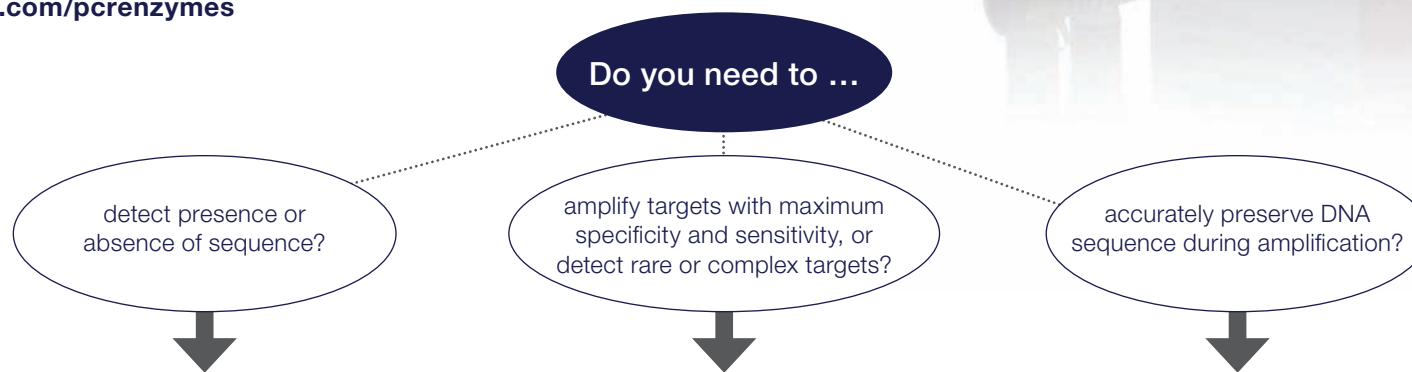 .com/pcrenzymes
Do you need to ...
detect presence or
absence of sequence?
amplify targets with maximum
specificity and sensitivity, or
detect rare or complex targets?
accurately preserve DNA
sequence during amplification?